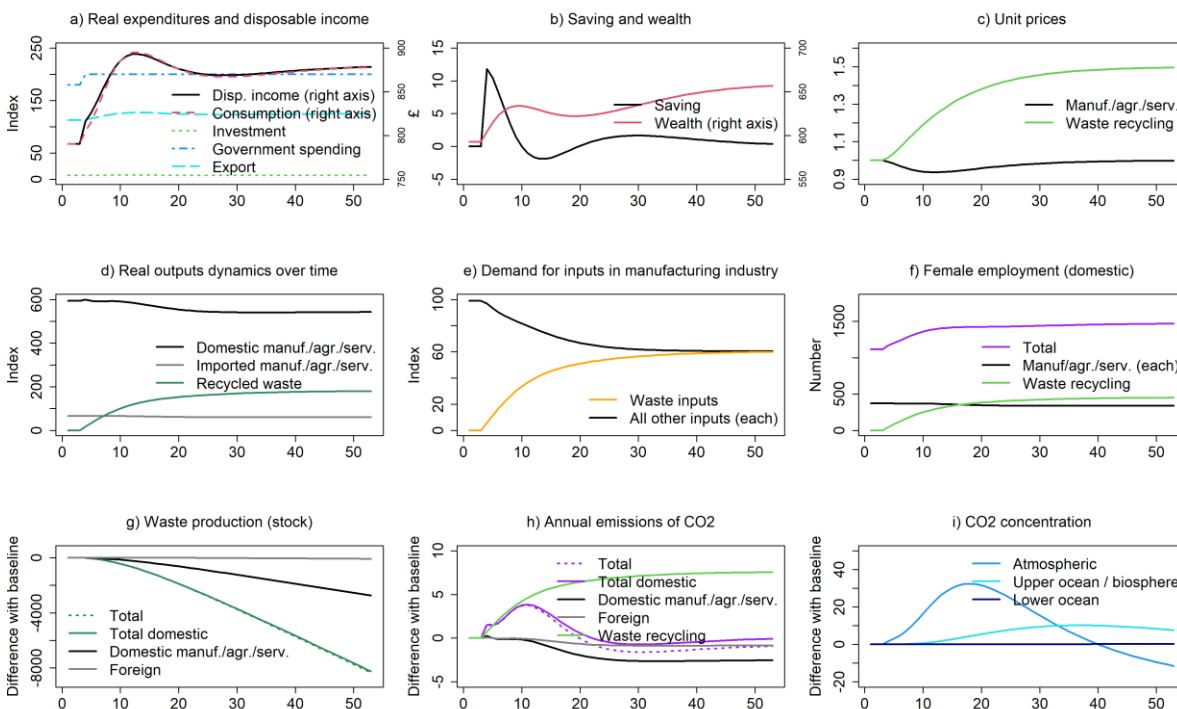 a) Real expenditures and disposable income
250
200
150
100
50
0
Index
900
850
800
750
£
Disp. income (right axis)
Consumption (right axis)
Investment
Government spending
Export
0 10 20 30 40 50
b) Saving and wealth
15
10
5
0
-5
700
650
600
550
Saving
Wealth (right axis)
0 10 20 30 40 50
c) Unit prices
1.5
1.3
1.1
0.9
Number
Manuf./agr./serv.
Waste recycling
0 10 20 30 40 50
d) Real outputs dynamics over time
600
400
200
0
Index
Domestic manuf./agr./serv.
Imported manuf./agr./serv.
Recycled waste
0 10 20 30 40 50
e) Demand for inputs in manufacturing industry
100
60
20
0
Index
Waste inputs
All other inputs (each)
0 10 20 30 40 50
f) Female employment (domestic)
1500
500
0
Number
Total
Manuf/agr./serv. (each)
Waste recycling
0 10 20 30 40 50
g) Waste production (stock)
0
-4000
-8000
Difference with baseline
Total
Total domestic
Domestic manuf./agr./serv.
Foreign
0 10 20 30 40 50
h) Annual emissions of CO2
10
5
0
-5
Difference with baseline
Total
Total domestic
Domestic manuf./agr./serv.
Foreign
Waste recycling
0 10 20 30 40 50
i) CO2 concentration
40
20
0
-20
Difference with baseline
Atmospheric
Upper ocean / biosphere
Lower ocean
0 10 20 30 40 50